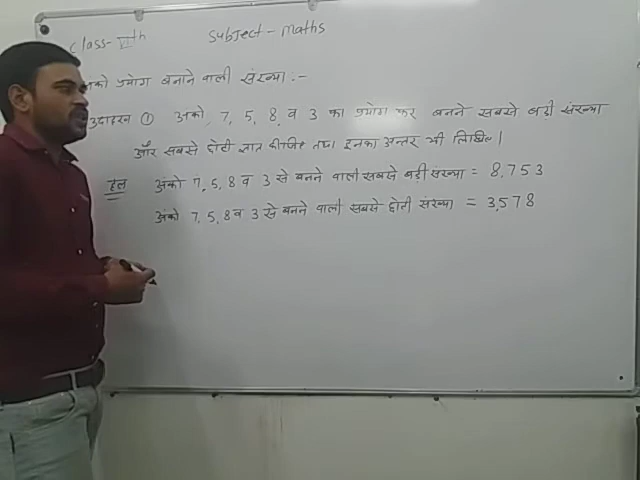 Class- VIth Subject - Maths
अंको प्रयोग बनाने वाली संख्या :-
उदाहरण ① अंको, 7, 5, 8, व 3 का प्रयोग कर बनने सबसे बड़ी संख्या
और सबसे छोटी ज्ञात कीजिए तथा इनका अन्तर भी लिखिए।
हल अंको 7, 5, 8 व 3 से बनने वाली सबसे बड़ी संख्या = 8,753
अंको 7, 5, 8 व 3 से बनने वाली सबसे छोटी संख्या = 3,578